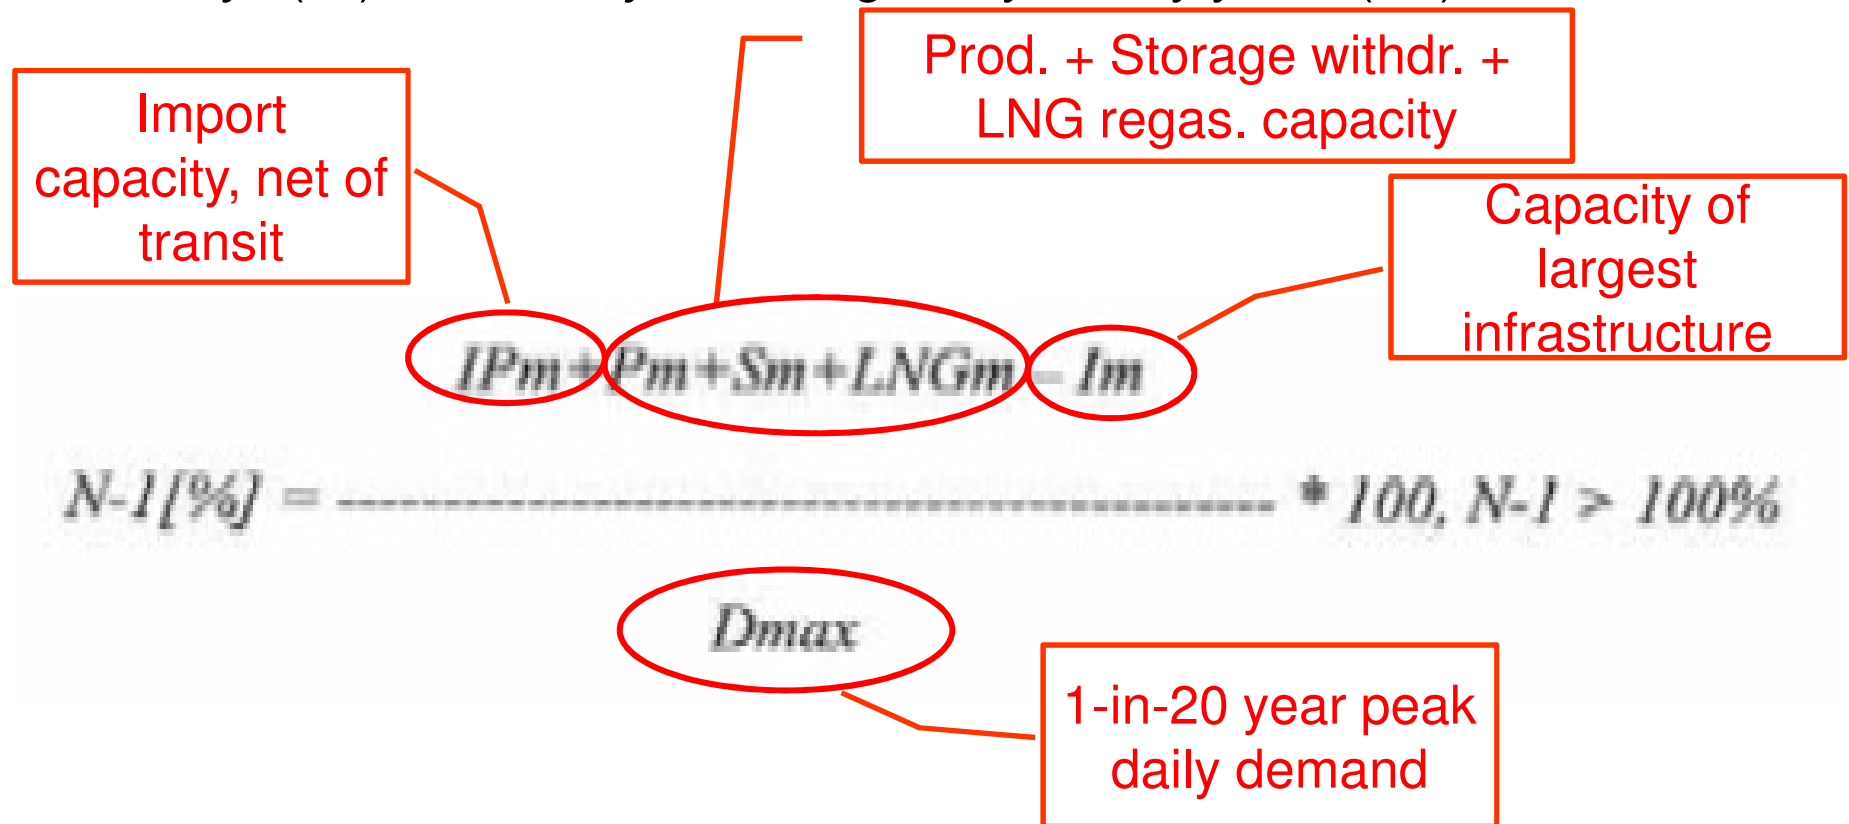 Prod. + Storage withdr. +
LNG regas. capacity
Import
capacity, net of
transit
Capacity of
largest
infrastructure
IPm+Pm+Sm+LNGm – Im
N-1[%] = --------------------------------------------- * 100, N-1 > 100%
Dmax
1-in-20 year peak
daily demand